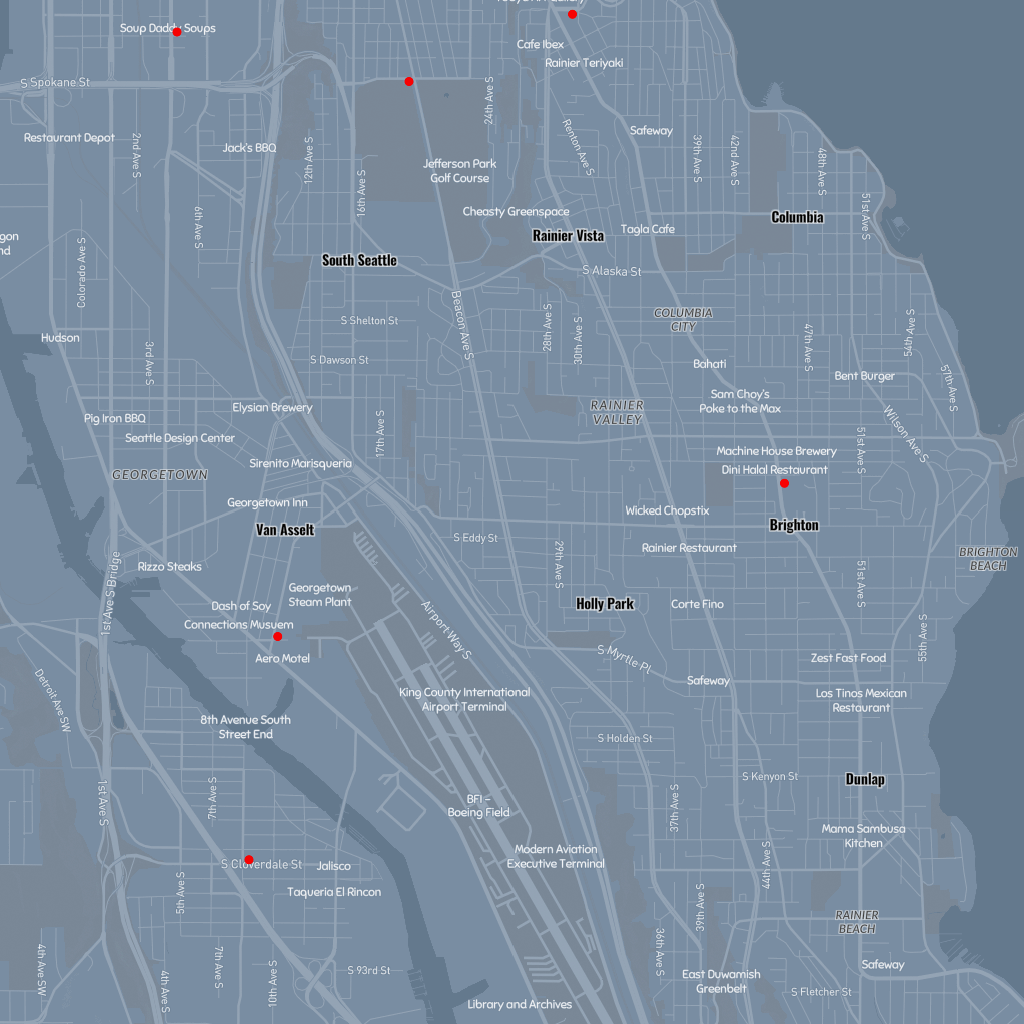 Soup Daddy Soups
Cafe Ibex
Rainier Teriyaki
S Spokane St
24th Ave S
Restaurant Depot
2nd Ave S
Jack's BBQ
12th Ave S
Renton Ave S
Safeway
39th Ave S
42nd Ave S
48th Ave S
Jefferson Park
Golf Course
16th Ave S
6th Ave S
Cheasty Greenspace
Columbia
51st Ave S
Rainier Vista
Tagla Cafe
South Seattle
Colorado Ave S
S Alaska St
Beacon Ave S
S Shelton St
28th Ave S
30th Ave S
COLUMBIA
CITY
47th Ave S
54th Ave S
Hudson
3rd Ave S
S Dawson St
Bahati
Bent Burger
57th Ave S
Sam Choy's
Poke to the Max
Elysian Brewery
RAINIER
VALLEY
Pig Iron BBQ
17th Ave S
Wilson Ave S
Seattle Design Center
51st Ave S
Machine House Brewery
Sirenito Marisqueria
Dini Halal Restaurant
GEORGETOWN
Georgetown Inn
Wicked Chopstix
Van Asselt
Brighton
S Eddy St
Rainier Restaurant
29th Ave S
BRIGHTON
BEACH
Rizzo Steaks
51st Ave S
1st Ave S Bridge
Georgetown
Steam Plant
Dash of Soy
Holly Park
Corte Fino
Connections Musuem
Airport Way S
55th Ave S
Aero Motel
S Myrtle Pl
Zest Fast Food
Safeway
Detroit Ave SW
King County International
Airport Terminal
Los Tinos Mexican
Restaurant
8th Avenue South
Street End
S Holden St
S Kenyon St
Dunlap
1st Ave S
7th Ave S
BFI -
Boeing Field
37th Ave S
Mama Sambusa
Kitchen
Modern Aviation
Executive Terminal
S Cloverdale St
Jalisco
44th Ave S
5th Ave S
Taqueria El Rincon
39th Ave S
RAINIER
BEACH
36th Ave S
4th Ave SW
4th Ave S
7th Ave S
10th Ave S
S 93rd St
Safeway
East Duwamish
Greenbelt
S Fletcher St
Library and Archives